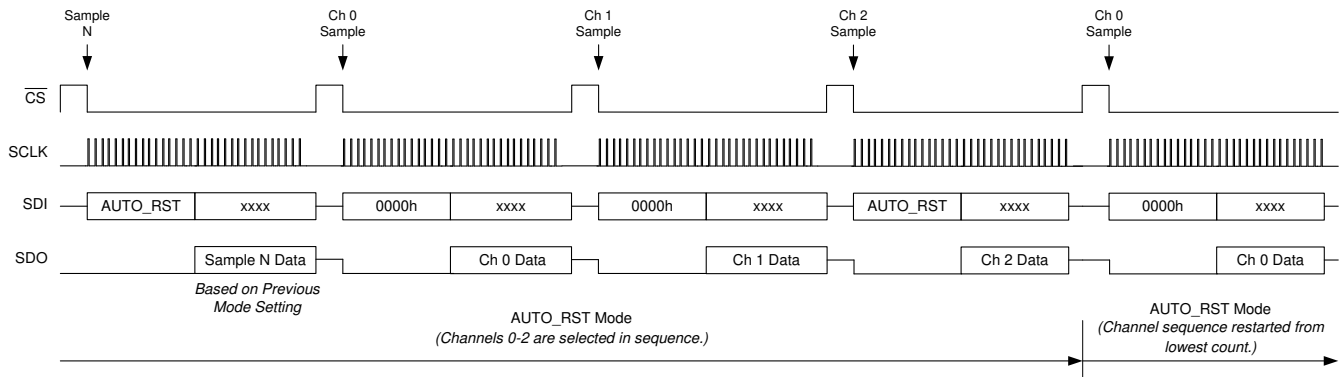 Sample
N
Ch 0
Sample
Ch 1
Sample
Ch 2
Sample
Ch 0
Sample
CS
SCLK
SDI
AUTO_RST
xxxx
0000h
xxxx
0000h
xxxx
AUTO_RST
xxxx
0000h
xxxx
SDO
Sample N Data
Ch 0 Data
Ch 1 Data
Ch 2 Data
Ch 0 Data
Based on Previous
Mode Setting
AUTO_RST Mode
(Channels 0-2 are selected in sequence.)
AUTO_RST Mode
(Channel sequence restarted from
lowest count.)